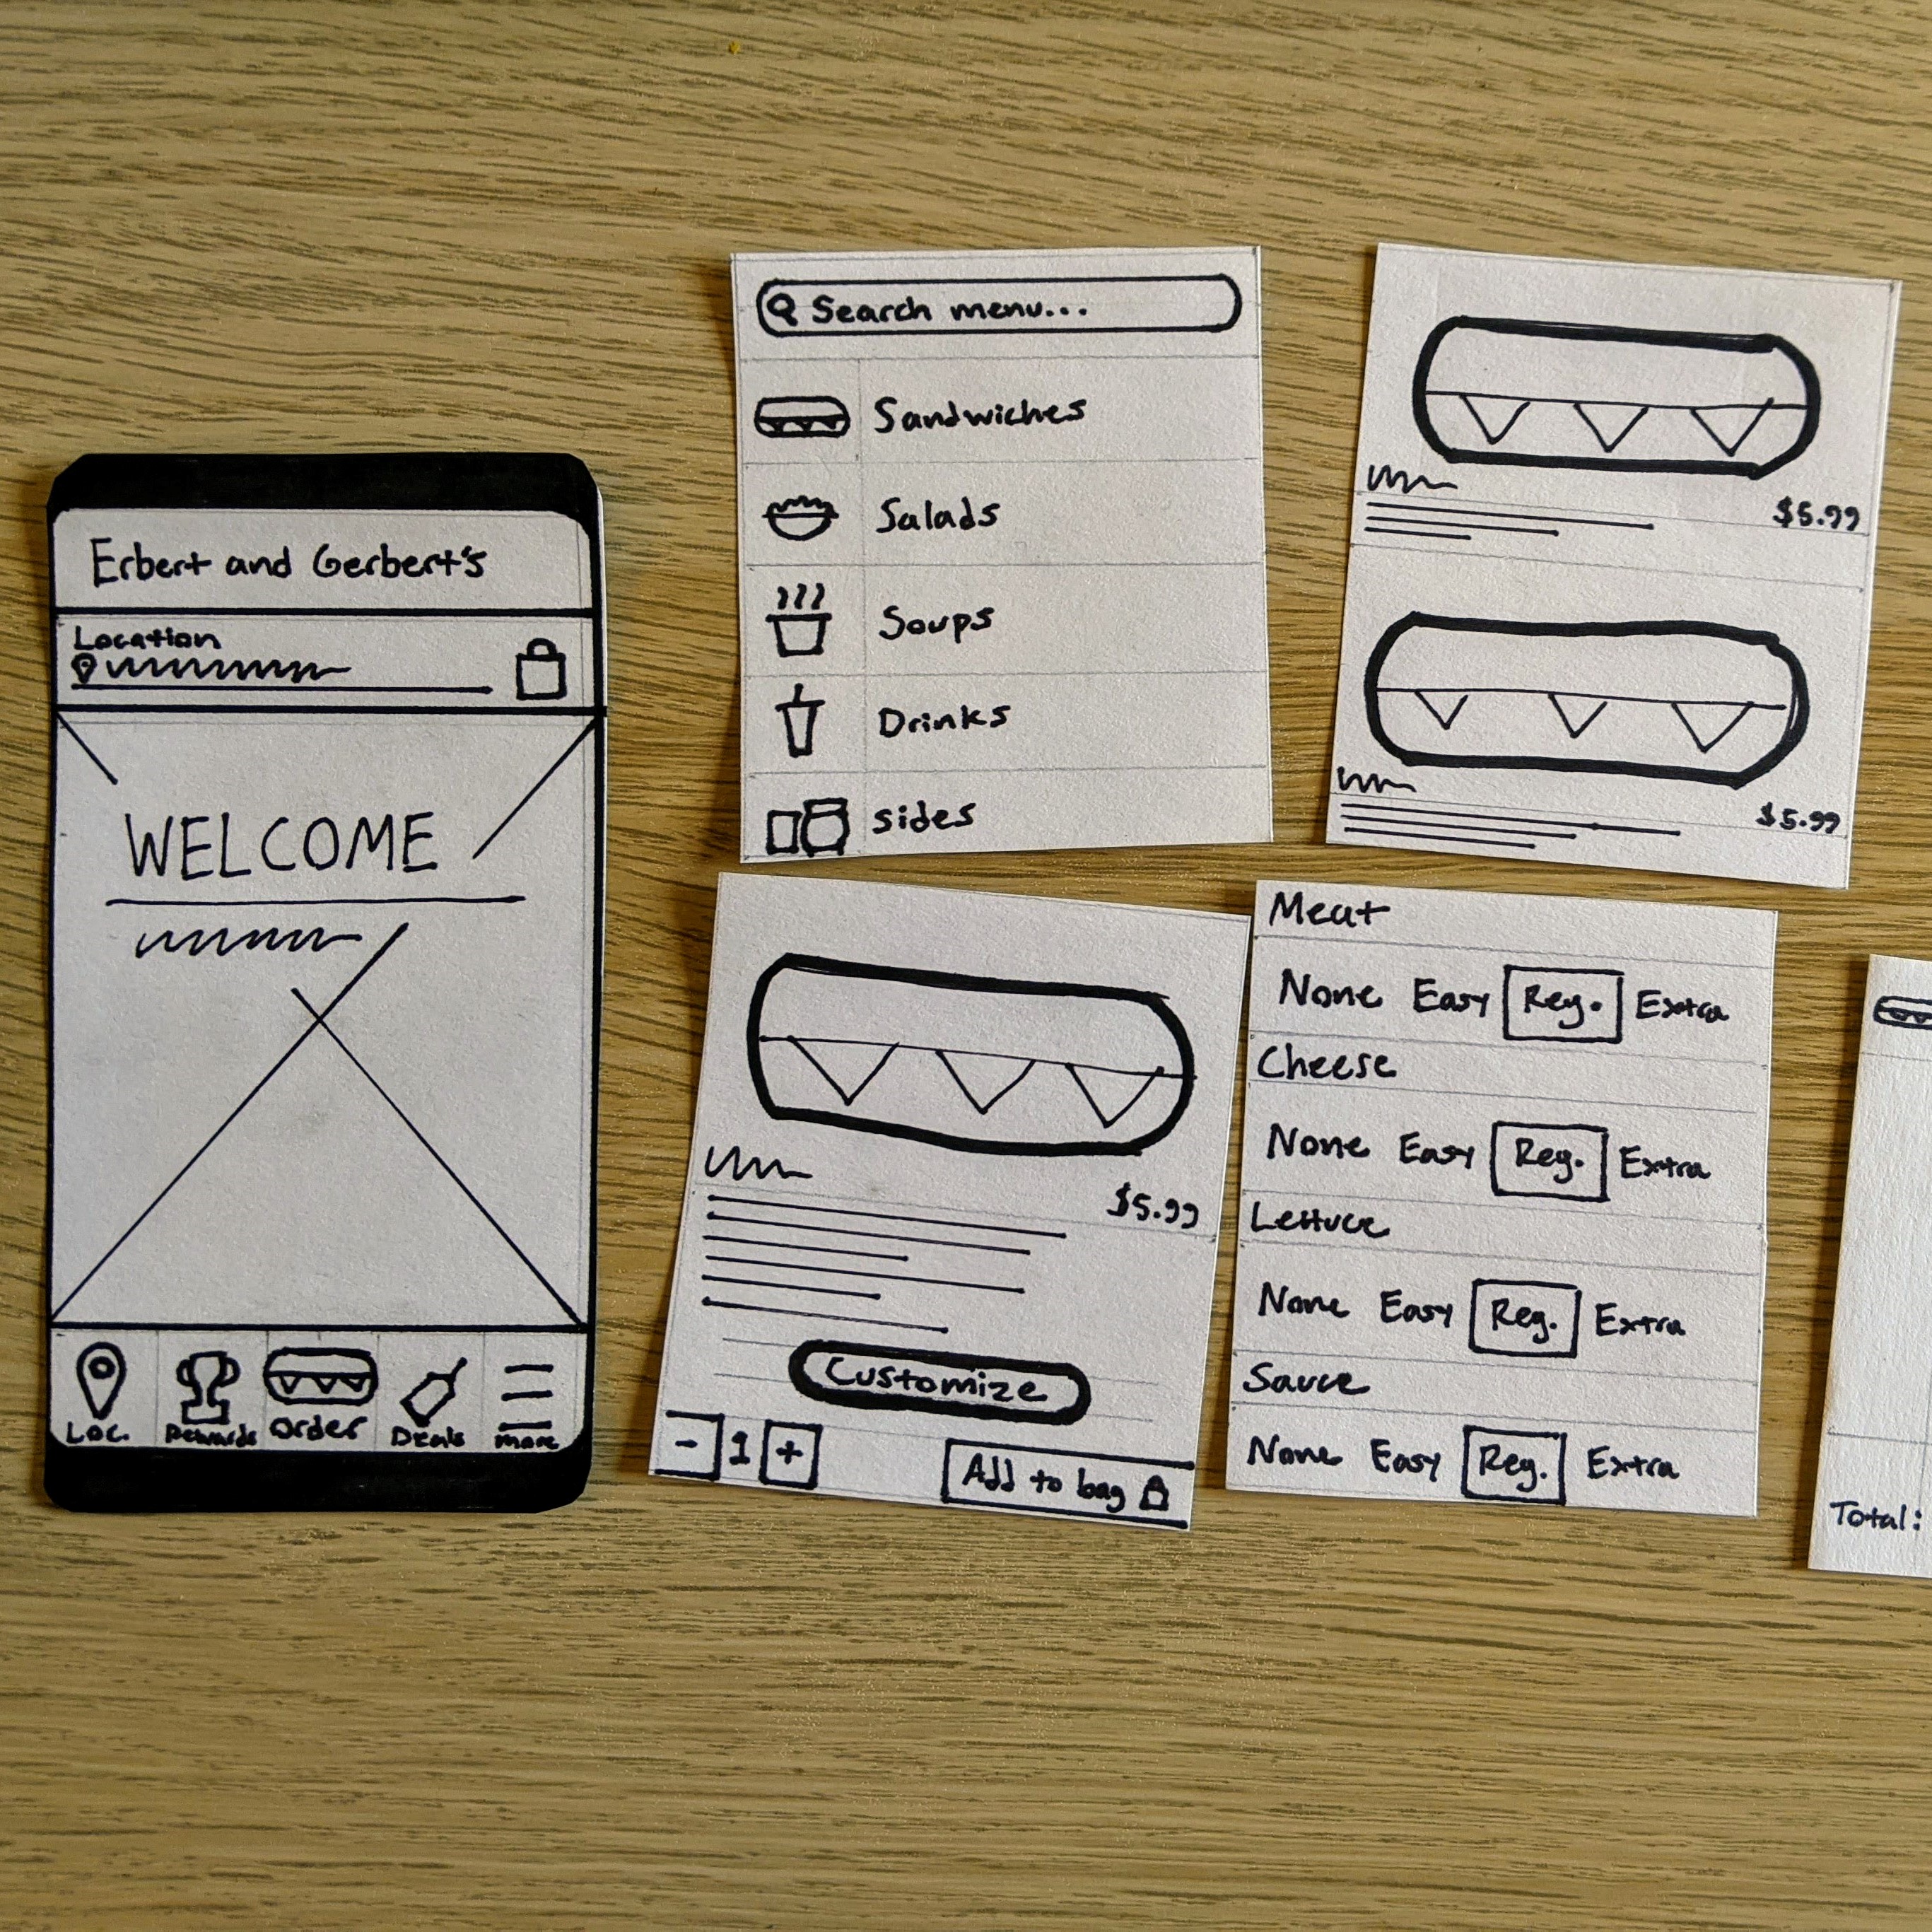 Erbert and Gerbert's
Location
WELCOME
Loc.
Rewards
Order
Deals
more
Search menu...
Sandwiches
Salads
Soups
Drinks
sides
$5.99
$5.99
$5.99
Customize
- 1 +
Add to bag
Meat
None Easy Reg. Extra
Cheese
None Easy Reg. Extra
Lettuce
None Easy Reg. Extra
Sauce
None Easy Reg. Extra
Total: